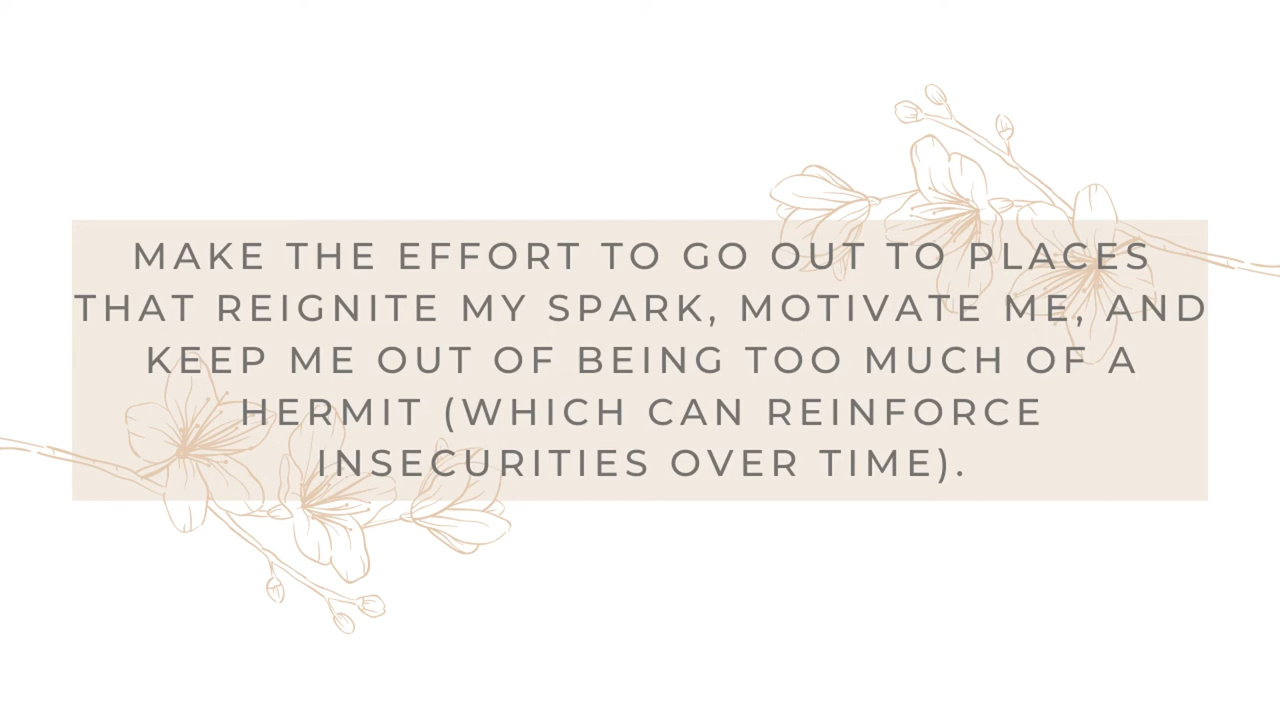 MAKE THE EFFORT TO GO OUT TO PLACES
THAT REIGNITE MY SPARK, MOTIVATE ME, AND
KEEP ME OUT OF BEING TOO MUCH OF A
HERMIT (WHICH CAN REINFORCE
INSECURITIES OVER TIME).